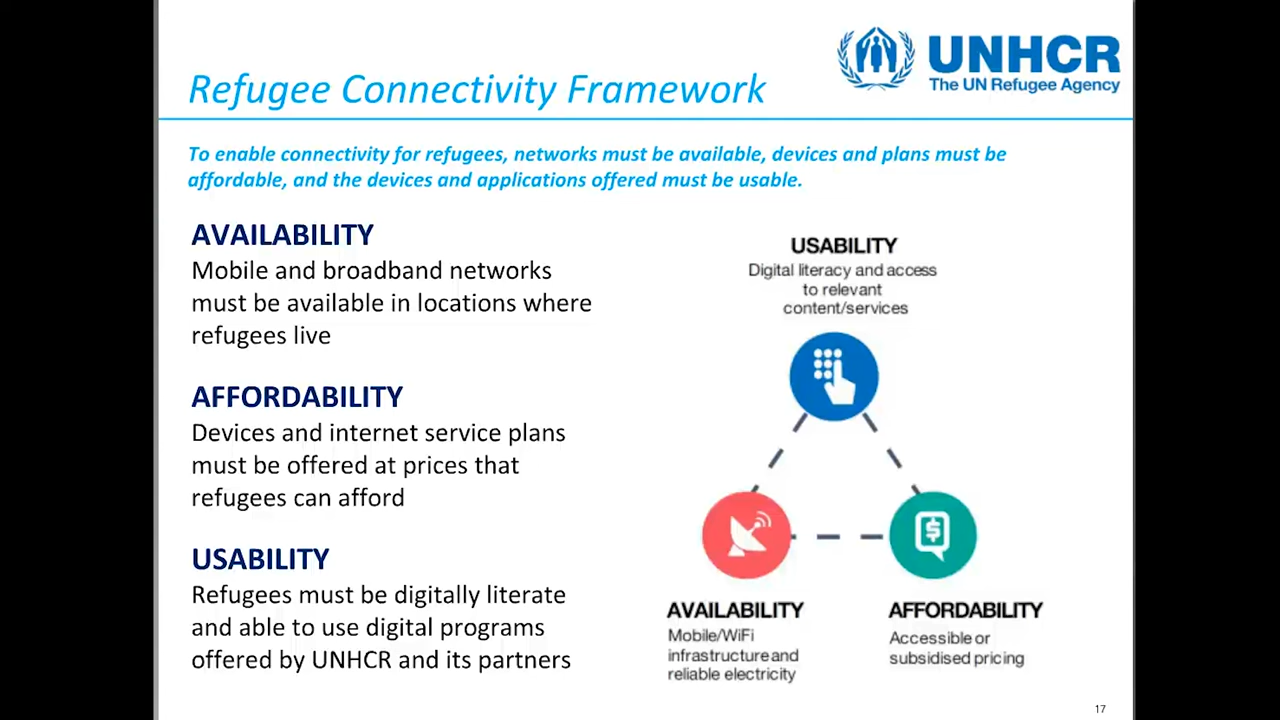 UNHCR
The UN Refugee Agency
Refugee Connectivity Framework
To enable connectivity for refugees, networks must be available, devices and plans must be
affordable, and the devices and applications offered must be usable.
AVAILABILITY
Mobile and broadband networks
must be available in locations where
refugees live
AFFORDABILITY
Devices and internet service plans
must be offered at prices that
refugees can afford
USABILITY
Refugees must be digitally literate
and able to use digital programs
offered by UNHCR and its partners
USABILITY
Digital literacy and access
to relevant
content/services
$
AVAILABILITY
Mobile/WiFi
infrastructure and
reliable electricity
AFFORDABILITY
Accessible or
subsidised pricing
17